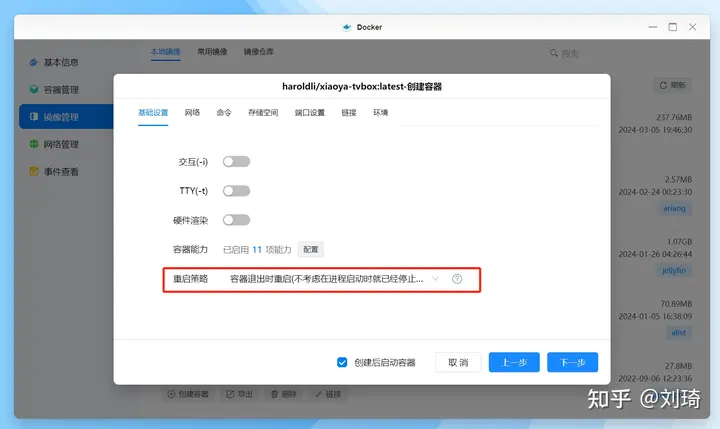 Docker
基本信息
容器管理
镜像管理
网络管理
事件查看
本地镜像 常用镜像 镜像仓库
搜索
刷新
haroldli/xiaoya-tvbox:latest-创建容器
基础设置 网络 命令 存储空间 端口设置 链接 环境
交互(-i)
TTY(-t)
硬件渲染
容器能力 已启用 11 项能力 配置
重启策略 容器退出时重启(不考虑在进程启动时就已经停止...
创建后启动容器 取消 上一步 下一步
237.76MB
2024-03-05 19:46:30
2.57MB
2024-02-24 00:23:30
ariang
1.07GB
2024-01-26 04:26:44
jellyfin
70.89MB
2024-01-05 16:38:09
alist
27.8MB
2022-09-06 12:23:36
创建容器 导出 删除 链接
知乎 @刘琦